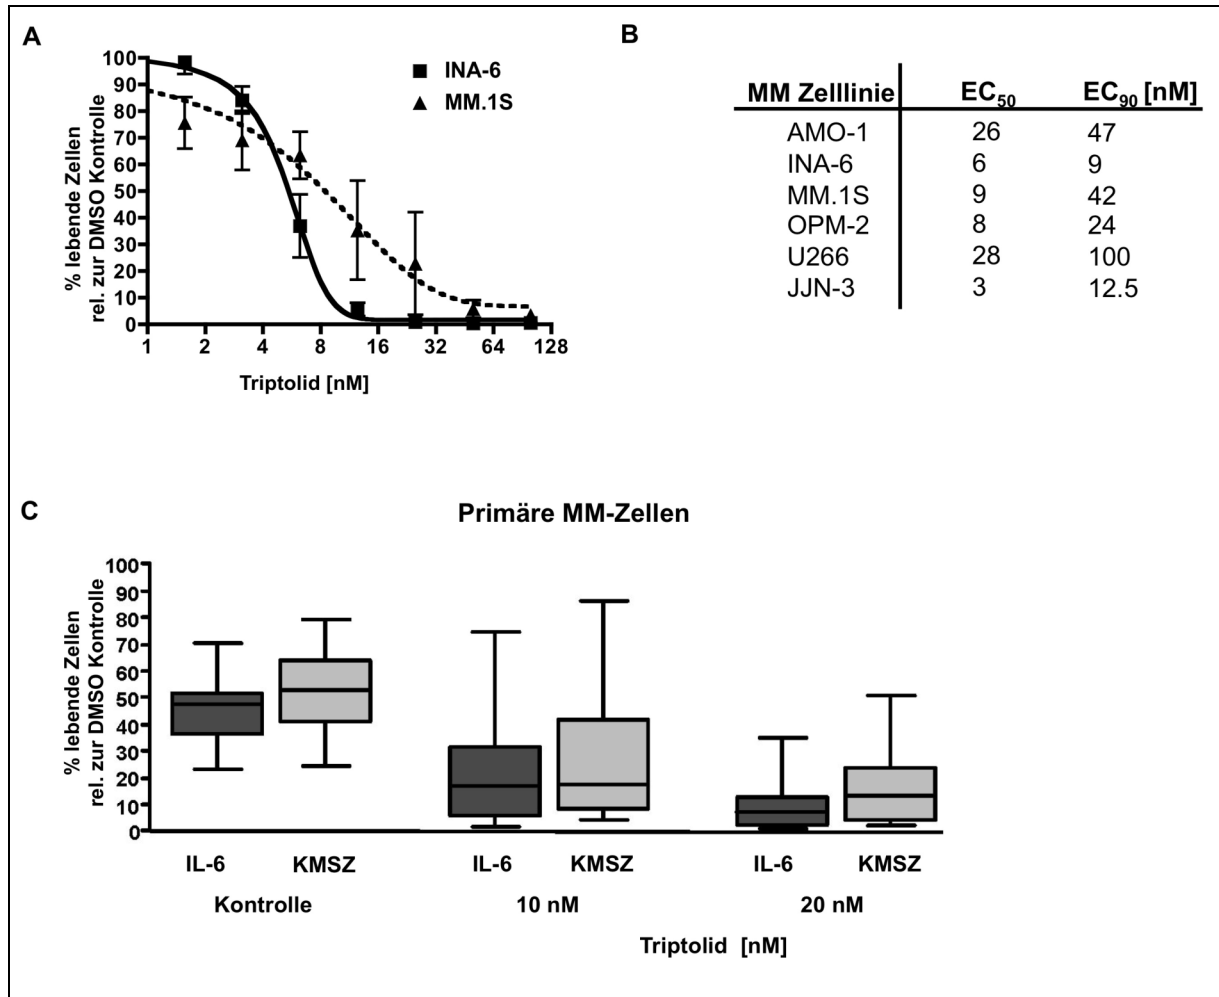 A
% lebende Zellen
rel. zur DMSO Kontrolle
100
90
80
70
60
50
40
30
20
10
0
1 2 4 8 16 32 64 128
Triptolid [nM]
INA-6
MM.1S
B
MM Zelllinie EC50 EC90 [nM]
AMO-1 26 47
INA-6 6 9
MM.1S 9 42
OPM-2 8 24
U266 28 100
JJN-3 3 12.5
C
Primäre MM-Zellen
% lebende Zellen
rel. zur DMSO Kontrolle
100
90
80
70
60
50
40
30
20
10
0
IL-6 KMSZ IL-6 KMSZ IL-6 KMSZ
Kontrolle 10 nM 20 nM
Triptolid [nM]